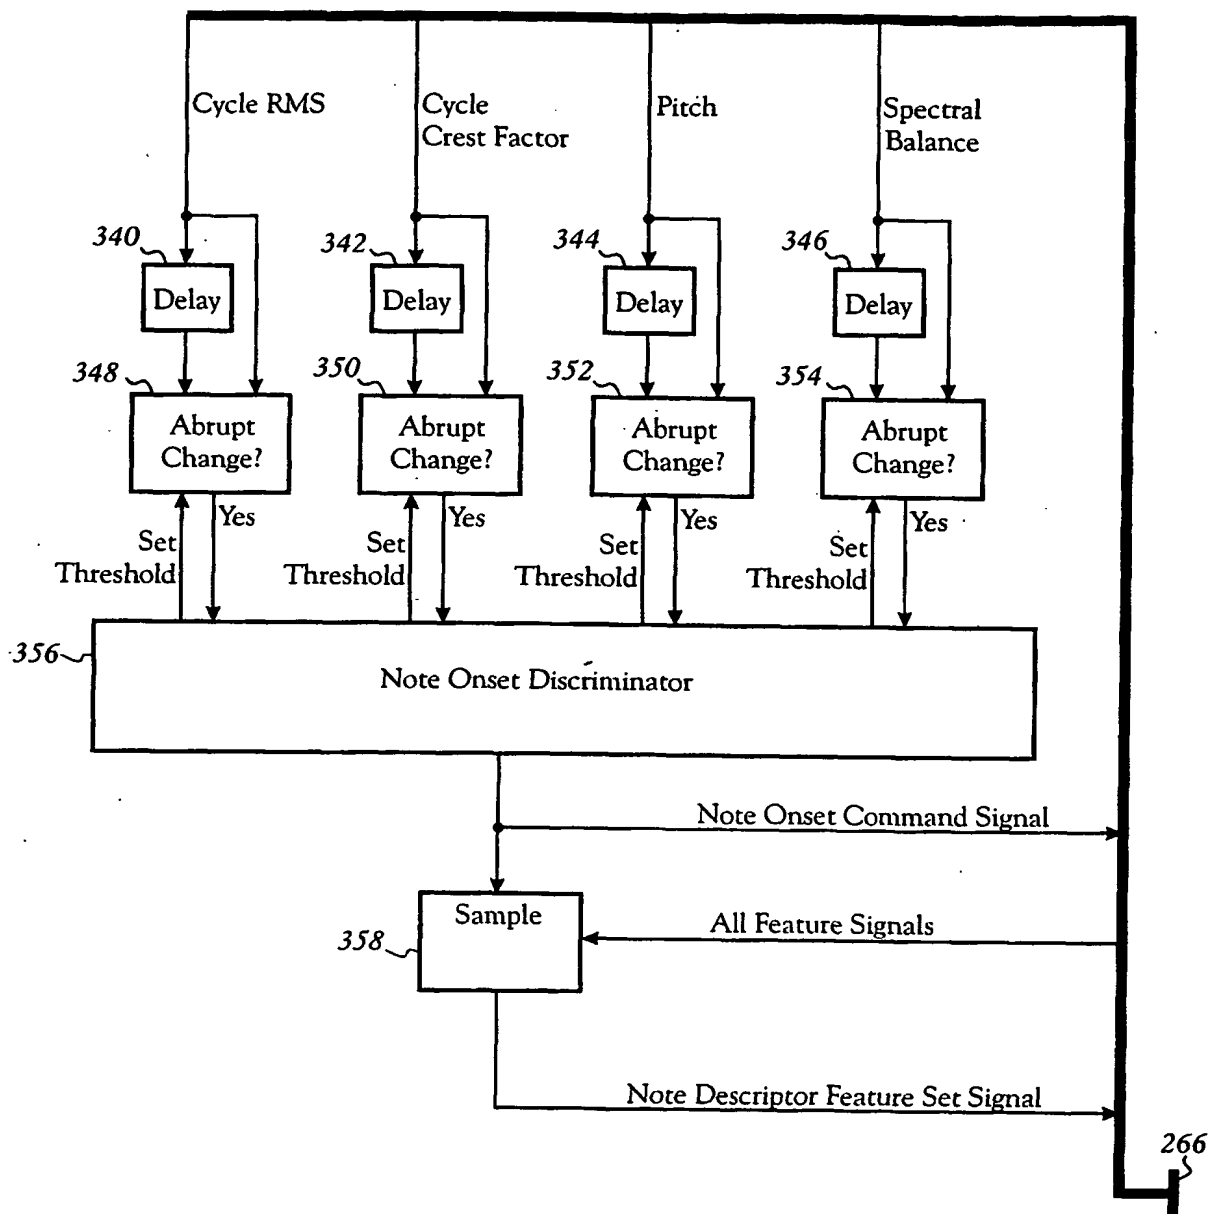 Cycle RMS
Cycle
Crest Factor
Pitch
Spectral
Balance
340
342
344
346
Delay
Delay
Delay
Delay
348
350
352
354
Abrupt
Change?
Abrupt
Change?
Abrupt
Change?
Abrupt
Change?
Set
Threshold
Yes
Set
Threshold
Yes
Set
Threshold
Yes
Set
Threshold
Yes
356
Note Onset Discriminator
Note Onset Command Signal
Sample
358
All Feature Signals
Note Descriptor Feature Set Signal
266